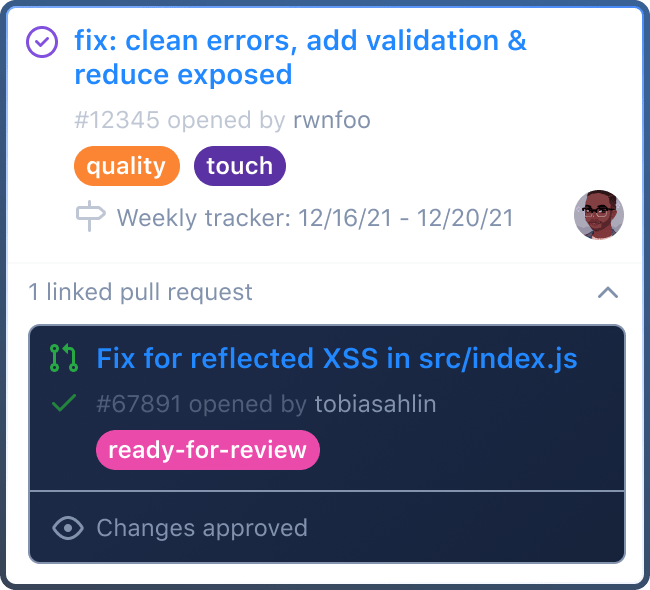 fix: clean errors, add validation &
reduce exposed
#12345 opened by rwnfoo
quality touch
Weekly tracker: 12/16/21 - 12/20/21
1 linked pull request
Fix for reflected XSS in src/index.js
#67891 opened by tobiasahlin
ready-for-review
Changes approved